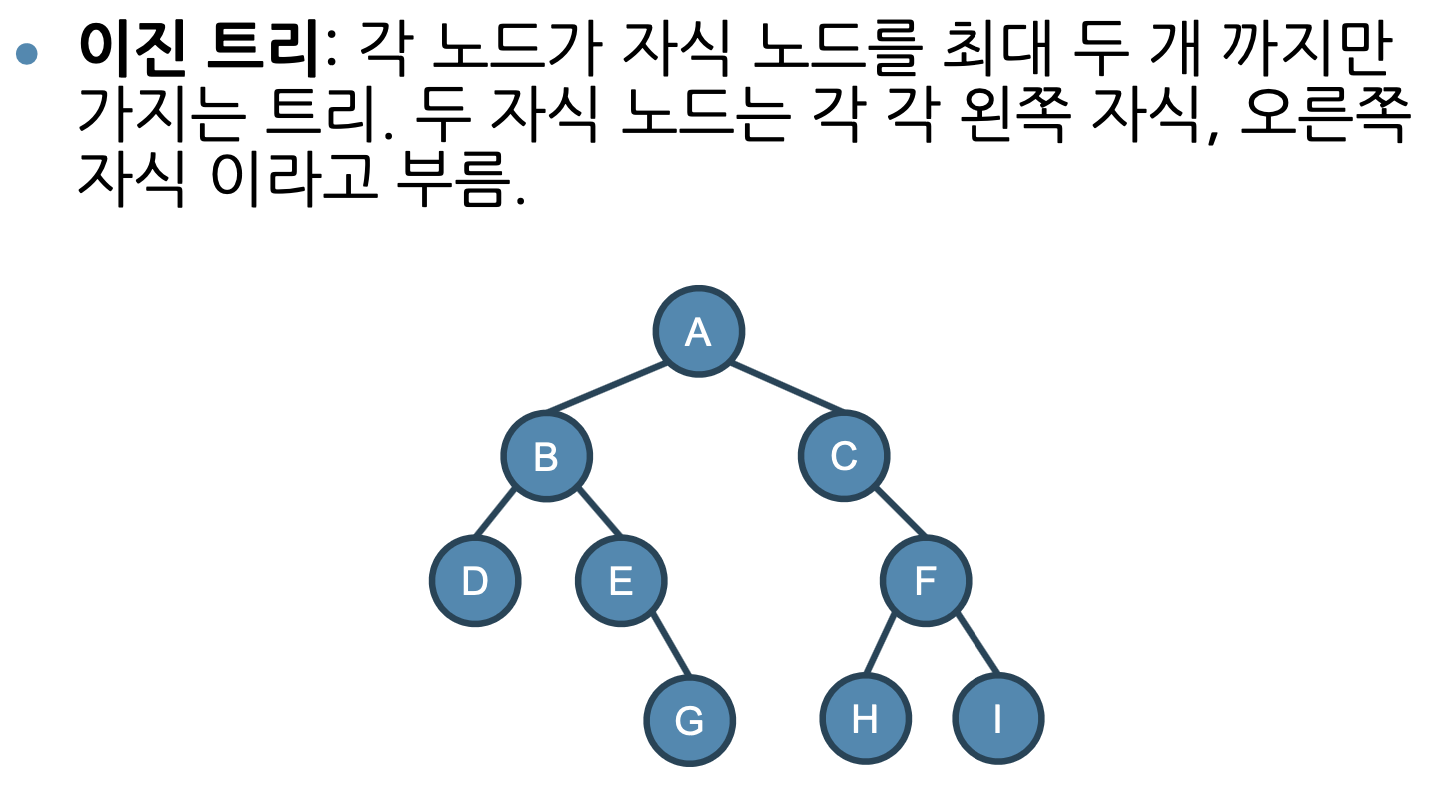 이진 트리: 각 노드가 자식 노드를 최대 두 개 까지만
가지는 트리. 두 자식 노드는 각 각 왼쪽 자식, 오른쪽
자식 이라고 부름.
A
B
C
D
E
F
G
H
I